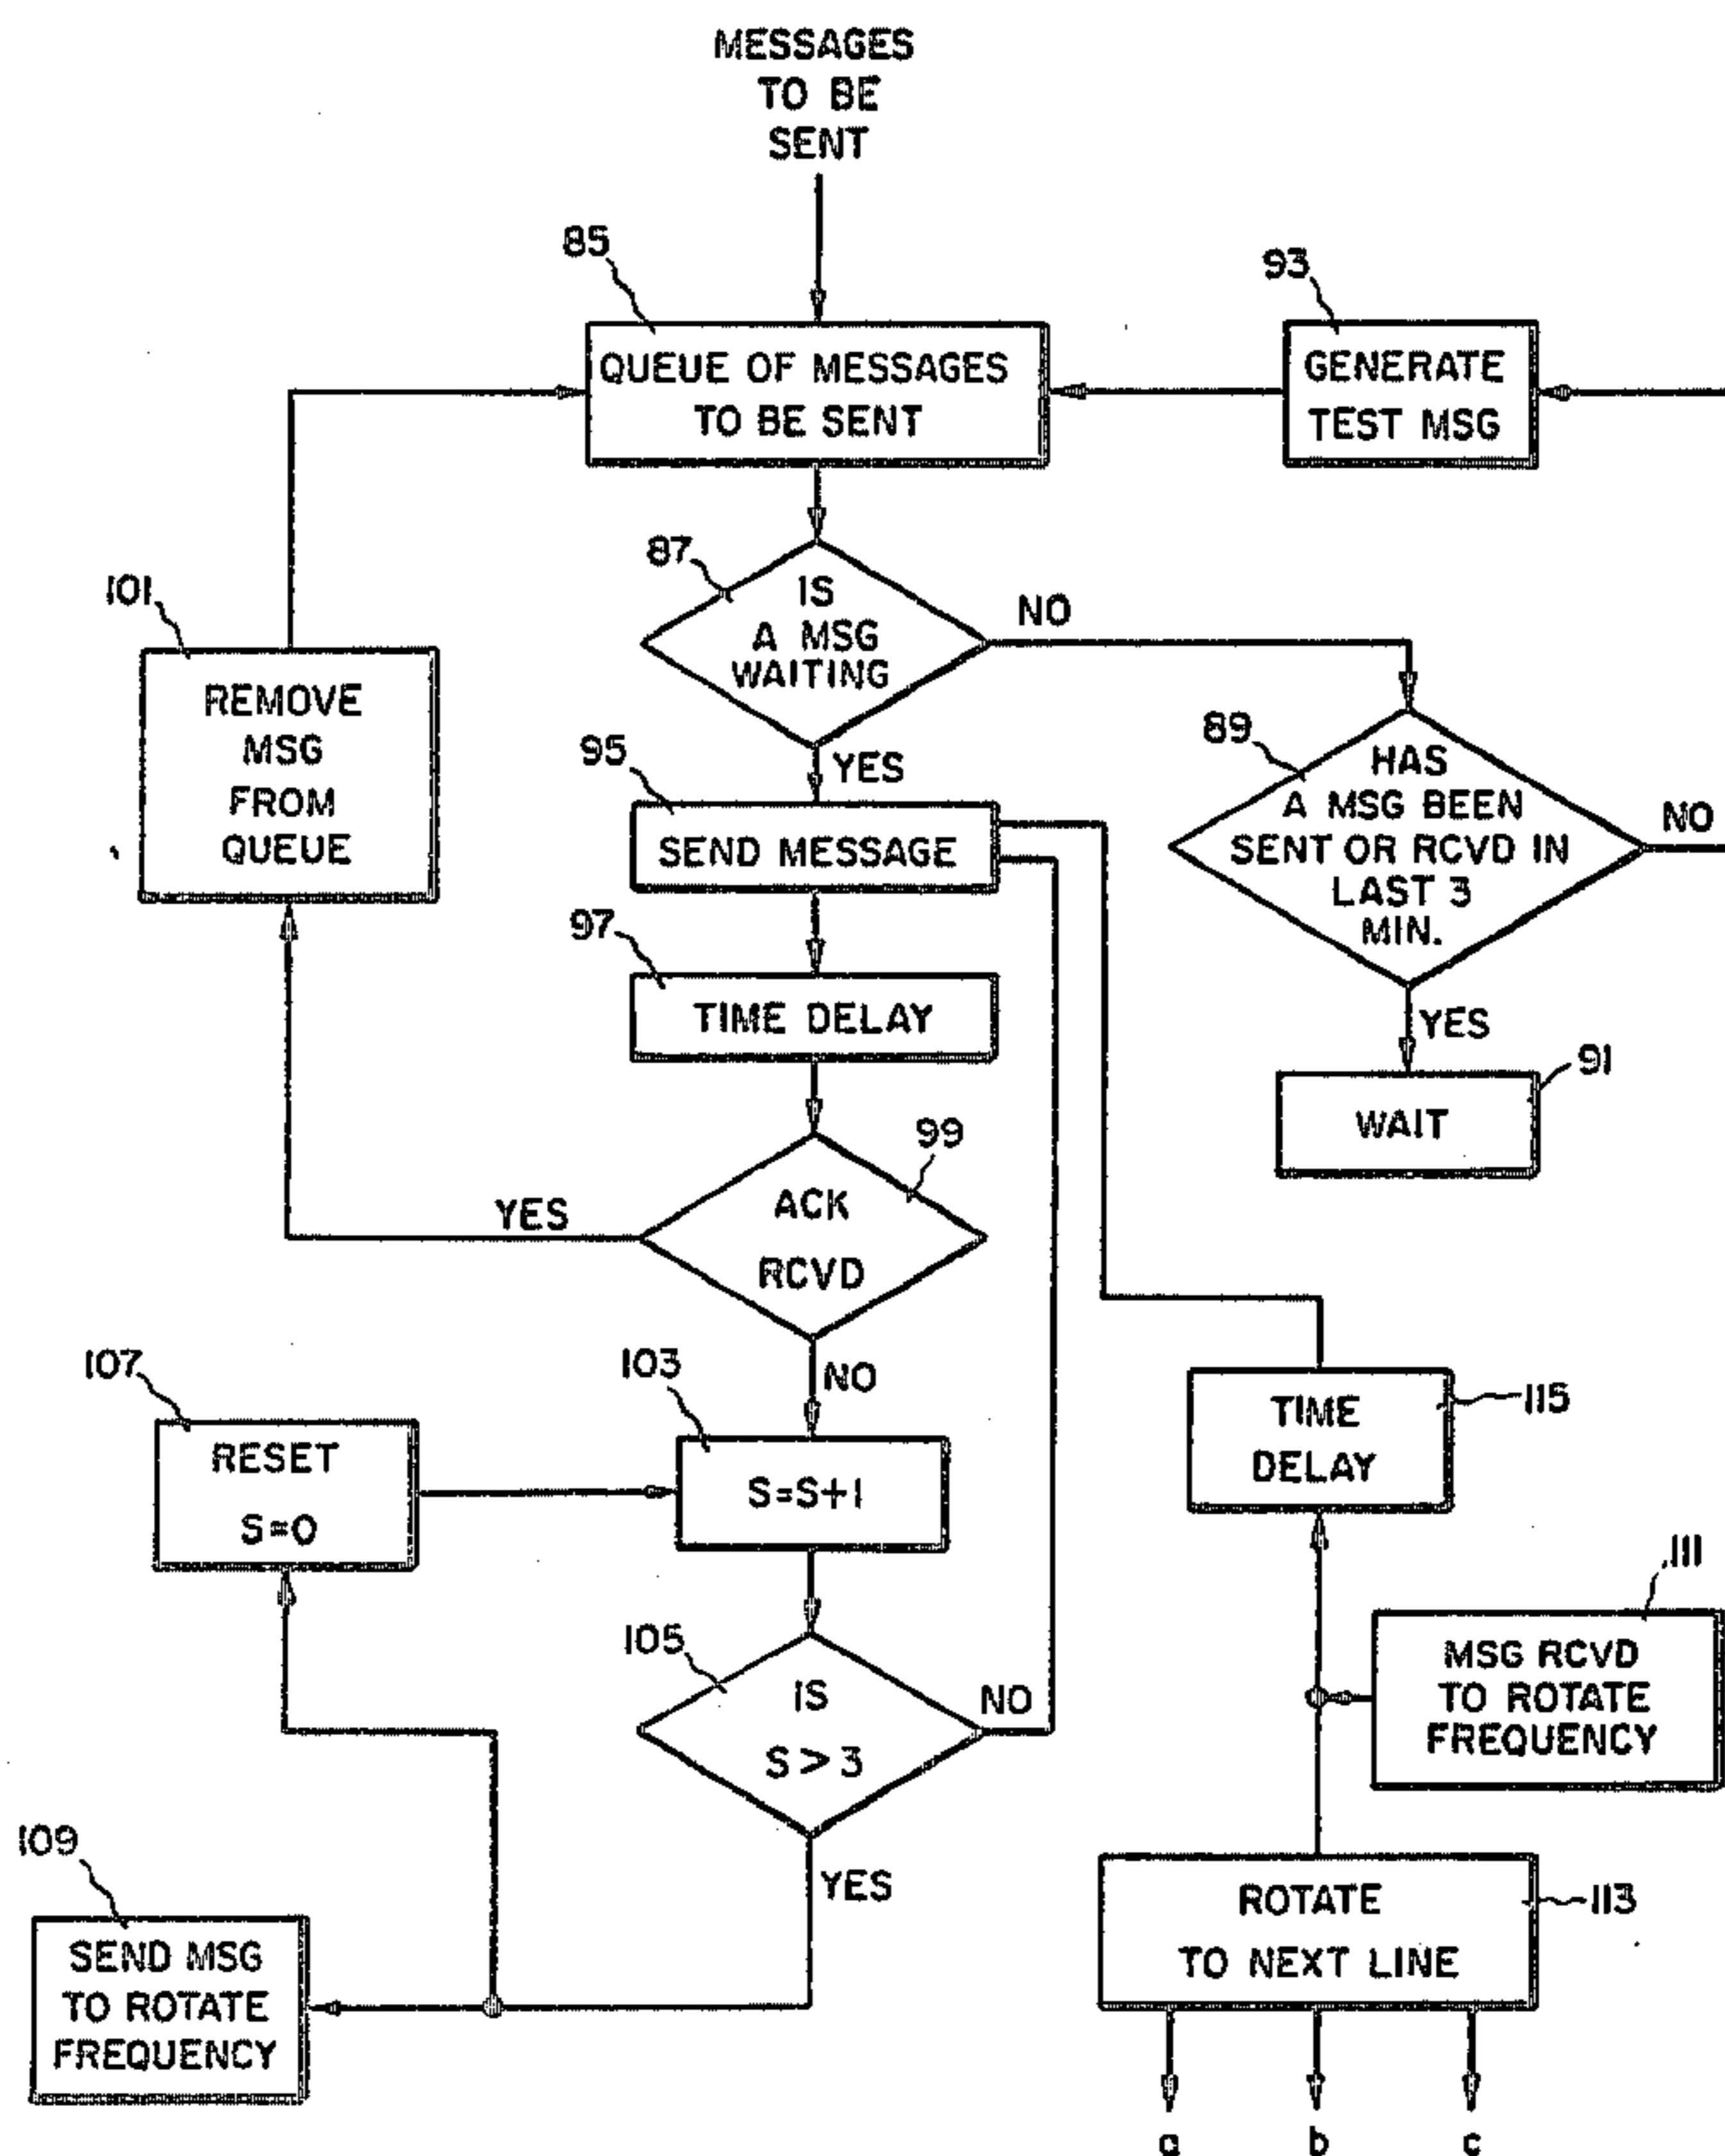 MESSAGES
TO BE
SENT
85
QUEUE OF MESSAGES
TO BE SENT
93
GENERATE
TEST MSG
87
IS
A MSG
WAITING
NO
YES
101
REMOVE
MSG
FROM
QUEUE
89
HAS
A MSG BEEN
SENT OR RCVD IN
LAST 3
MIN.
NO
YES
91
WAIT
95
SEND MESSAGE
97
TIME DELAY
99
ACK
RCVD
YES
NO
107
RESET
S=0
103
S=S+1
115
TIME
DELAY
105
IS
S>3
NO
YES
111
MSG RCVD
TO ROTATE
FREQUENCY
109
SEND MSG
TO ROTATE
FREQUENCY
113
ROTATE
TO NEXT LINE
a
b
c